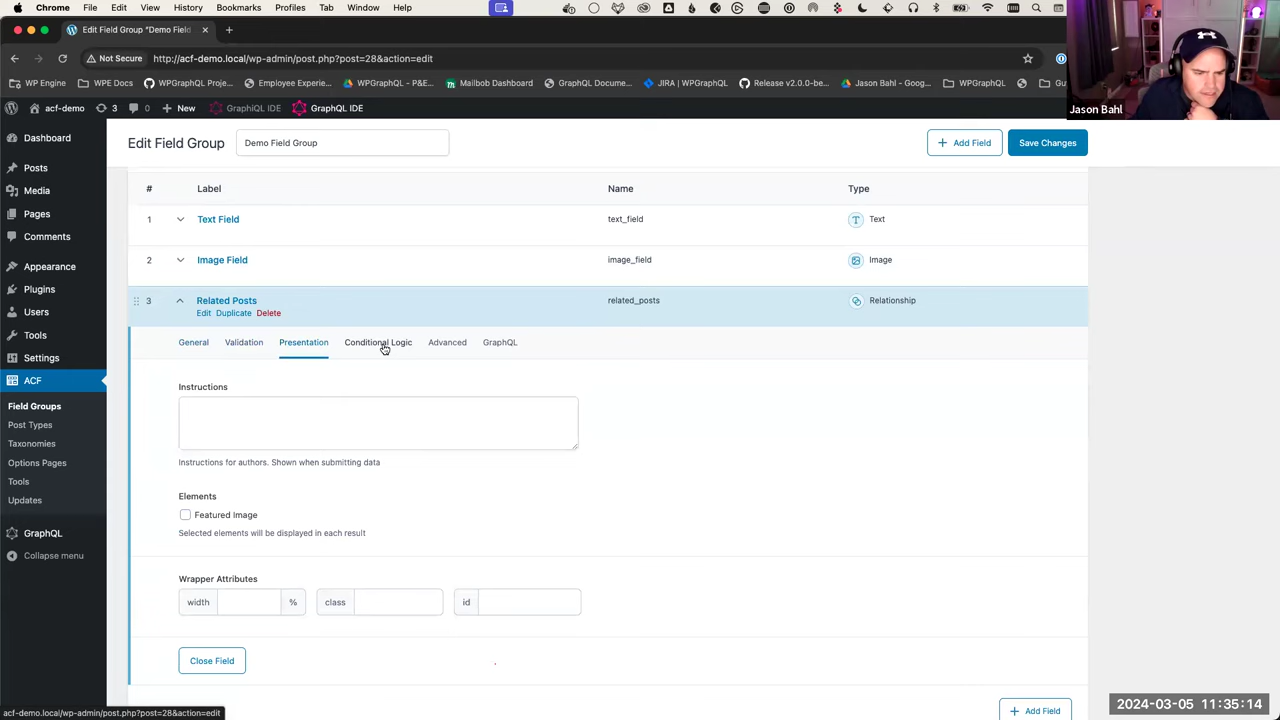 Chrome File Edit View History Bookmarks Profiles Tab Window Help
Edit Field Group "Demo Field
Not Secure http://acf-demo.local/wp-admin/post.php?post=28&action=edit
WP Engine WPE Docs WPGraphQL Proje... Employee Experie... WPGraphQL - P&E... Mailbob Dashboard GraphQL Docume... JIRA | WPGraphQL Release v2.0.0-be... Jason Bahl - Goog... WPGraphQL
Jason Bahl
acf-demo 3 0 New GraphiQL IDE GraphQL IDE
Dashboard
Posts
Media
Pages
Comments
Appearance
Plugins
Users
Tools
Settings
ACF
Field Groups
Post Types
Taxonomies
Options Pages
Tools
Updates
GraphQL
Collapse menu
Edit Field Group Demo Field Group + Add Field Save Changes
# Label Name Type
1 Text Field text_field Text
2 Image Field image_field Image
3 Related Posts related_posts Relationship
Edit Duplicate Delete
General Validation Presentation Conditional Logic Advanced GraphQL
Instructions
Instructions for authors. Shown when submitting data
Elements
Featured Image
Selected elements will be displayed in each result
Wrapper Attributes
width % class id
Close Field
+ Add Field
acf-demo.local/wp-admin/post.php?post=28&action=edit
2024-03-05 11:35:14